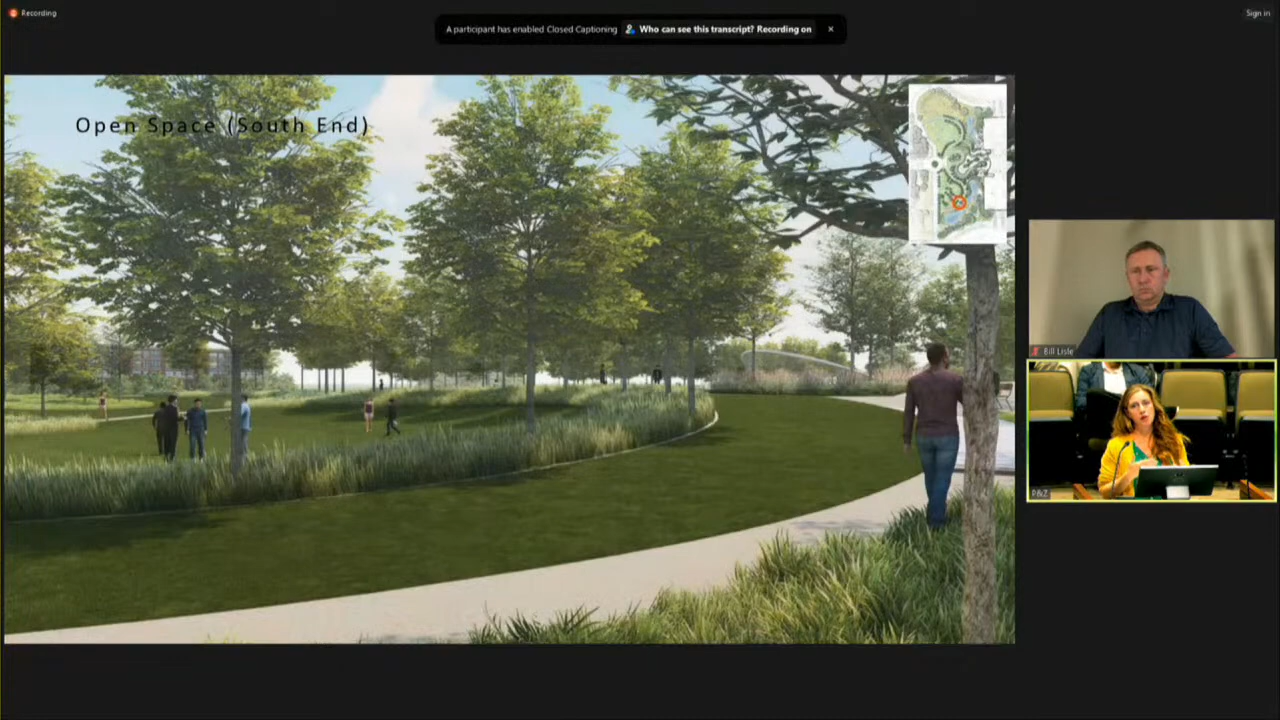 Recording
A participant has enabled Closed Captioning
Who can see this transcript? Recording on
Sign in
Open Space (South End)
Bill Lisle
P&Z